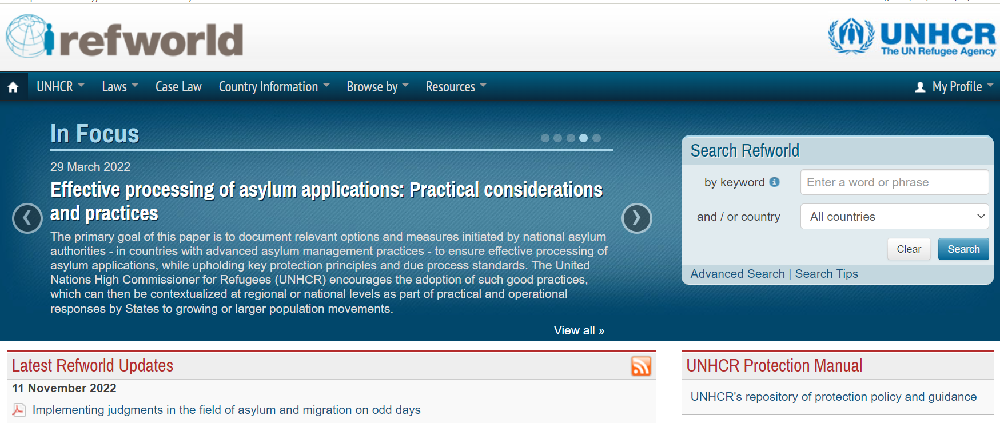 refworld
UNHCR
The UN Refugee Agency
UNHCR
Laws
Case Law
Country Information
Browse by
Resources
My Profile
In Focus
29 March 2022
Effective processing of asylum applications: Practical considerations
and practices
The primary goal of this paper is to document relevant options and measures initiated by national asylum
authorities - in countries with advanced asylum management practices - to ensure effective processing of
asylum applications, while upholding key protection principles and due process standards. The United
Nations High Commissioner for Refugees (UNHCR) encourages the adoption of such good practices,
which can then be contextualized at regional or national levels as part of practical and operational
responses by States to growing or larger population movements.
View all »
Search Refworld
by keyword
Enter a word or phrase
and / or country
All countries
Clear
Search
Advanced Search | Search Tips
Latest Refworld Updates
11 November 2022
Implementing judgments in the field of asylum and migration on odd days
UNHCR Protection Manual
UNHCR's repository of protection policy and guidance